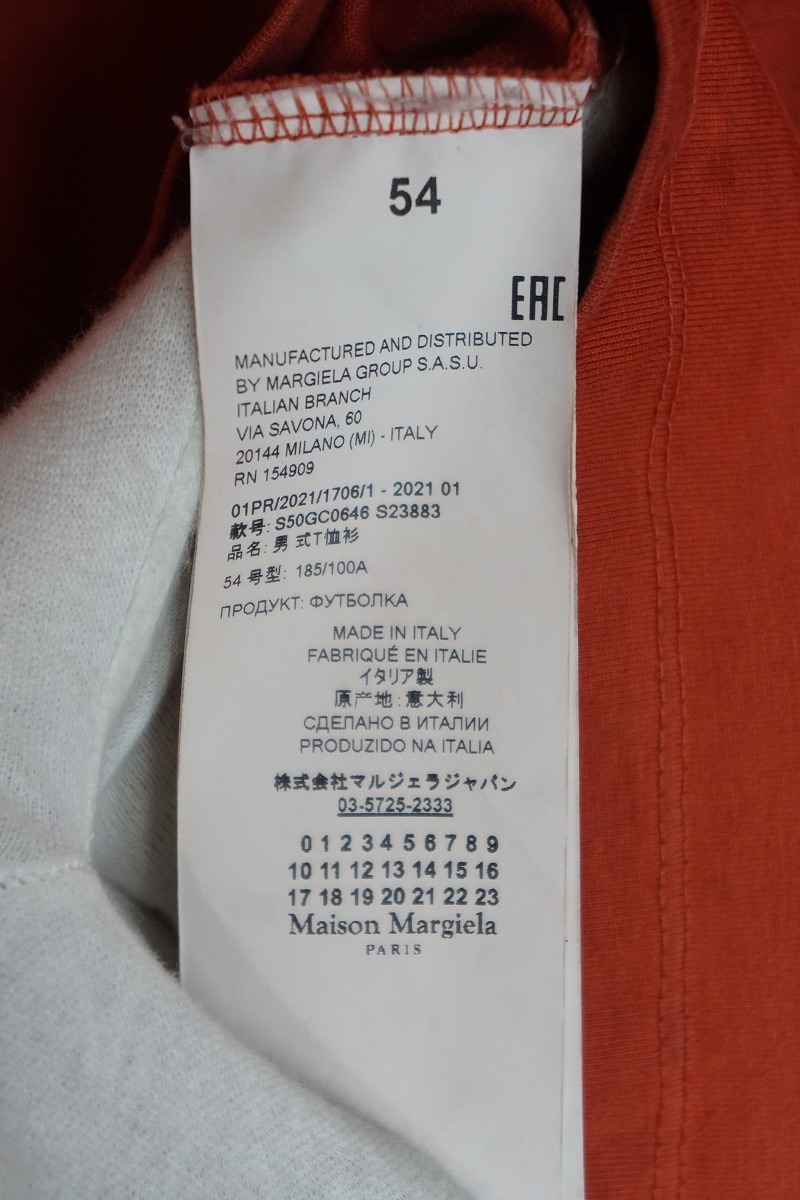 54
EAC
MANUFACTURED AND DISTRIBUTED
BY MARGIELA GROUP S.A.S.U.
ITALIAN BRANCH
VIA SAVONA, 60
20144 MILANO (MI) - ITALY
RN 154909
01PR/2021/1706/1 - 2021 01
款号: S50GC0646 S23883
品名: 男 式T恤衫
54 号型: 185/100A
ПРОДУКТ: ФУТБОЛКА
MADE IN ITALY
FABRIQUÉ EN ITALIE
イタリア製
原产地: 意大利
СДЕЛАНО В ИТАЛИИ
PRODUZIDO NA ITALIA
株式会社マルジェラジャパン
03-5725-2333
0 1 2 3 4 5 6 7 8 9
10 11 12 13 14 15 16
17 18 19 20 21 22 23
Maison Margiela
PARIS